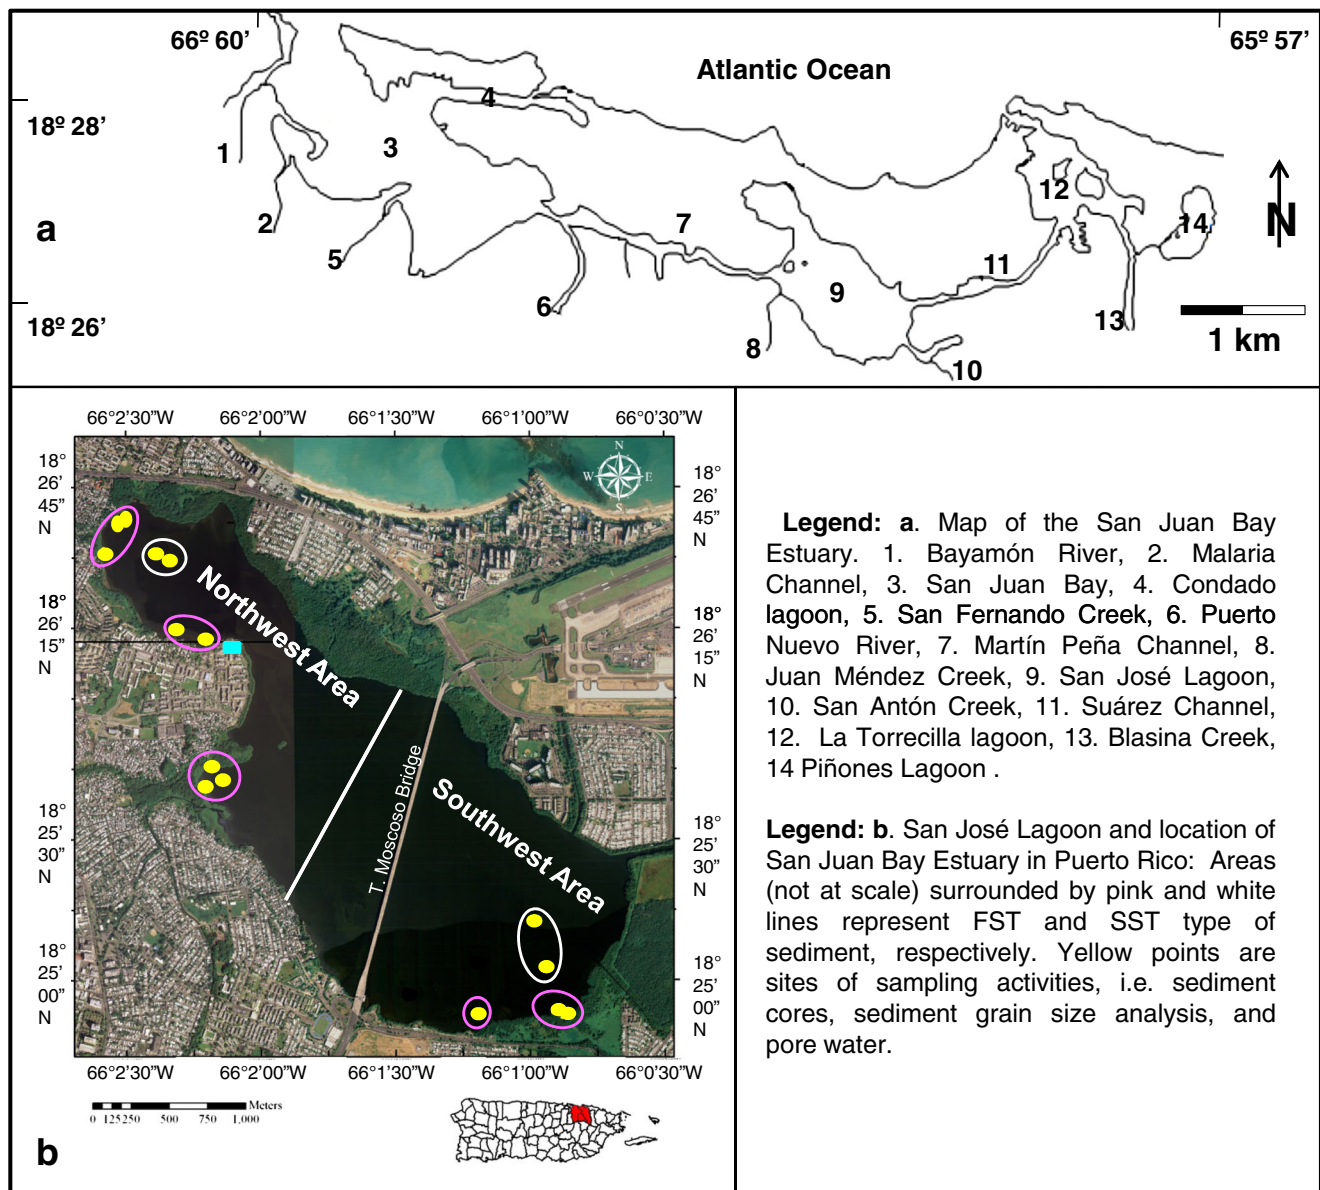 66º 60’
65º 57’
Atlantic Ocean
18º 28’
18º 26’
1
2
3
4
5
6
7
8
9
10
11
12
13
14
N
1 km
a
66°2'30"W 66°2'00"W 66°1'30"W 66°1'00"W 66°0'30"W
18°
26’
45”
N
18°
26’
15”
N
18°
25’
30”
N
18°
25’
00”
N
18°
26’
45”
N
18°
26’
15”
N
18°
25’
30”
N
18°
25’
00”
N
N
W E
S
Northwest Area
T. Moscoso Bridge
Southwest Area
66°2'30"W 66°2'00"W 66°1'30"W 66°1'00"W 66°0'30"W
Meters
0 125 250 500 750 1,000
b
Legend: a. Map of the San Juan Bay
Estuary. 1. Bayamón River, 2. Malaria
Channel, 3. San Juan Bay, 4. Condado
lagoon, 5. San Fernando Creek, 6. Puerto
Nuevo River, 7. Martín Peña Channel, 8.
Juan Méndez Creek, 9. San José Lagoon,
10. San Antón Creek, 11. Suárez Channel,
12. La Torrecilla lagoon, 13. Blasina Creek,
14 Piñones Lagoon .
Legend: b. San José Lagoon and location of
San Juan Bay Estuary in Puerto Rico: Areas
(not at scale) surrounded by pink and white
lines represent FST and SST type of
sediment, respectively. Yellow points are
sites of sampling activities, i.e. sediment
cores, sediment grain size analysis, and
pore water.